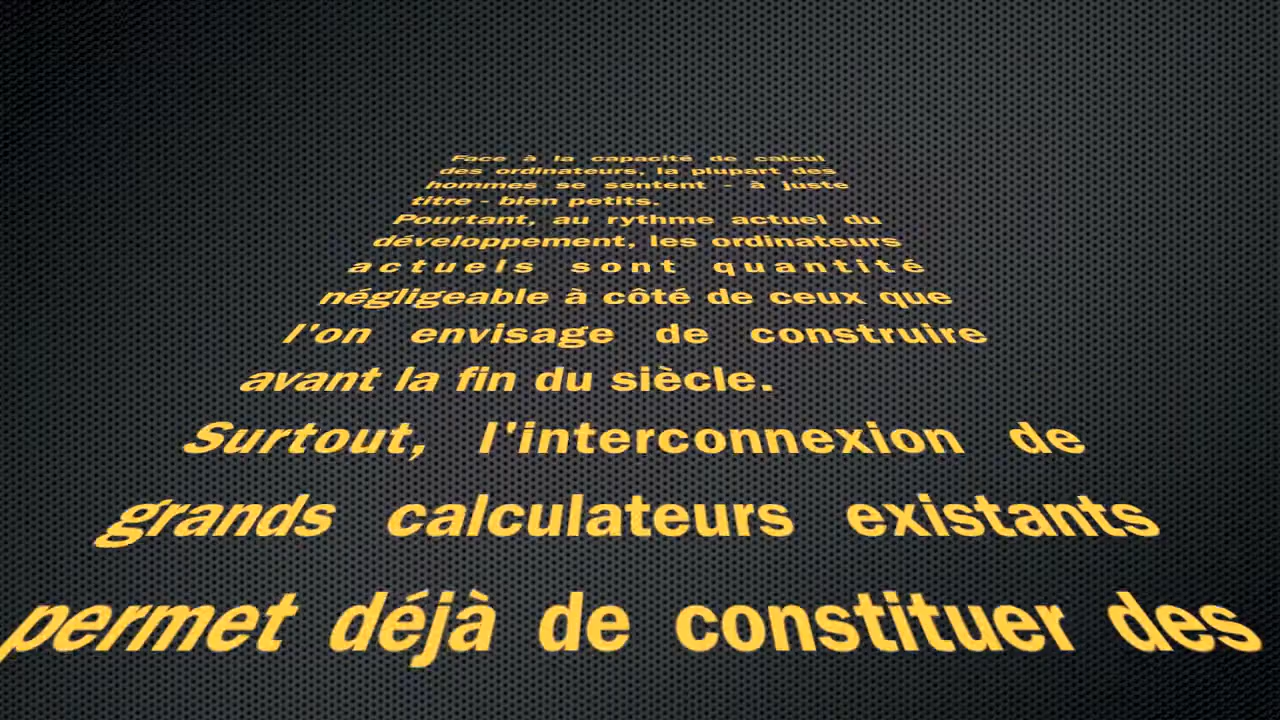 Face à la capacité de calcul
des ordinateurs, la plupart des
hommes se sentent - à juste
titre - bien petits.
Pourtant, au rythme actuel du
développement, les ordinateurs
actuels sont quantité
négligeable à côté de ceux que
l'on envisage de construire
avant la fin du siècle.
Surtout, l'interconnexion de
grands calculateurs existants
permet déjà de constituer des